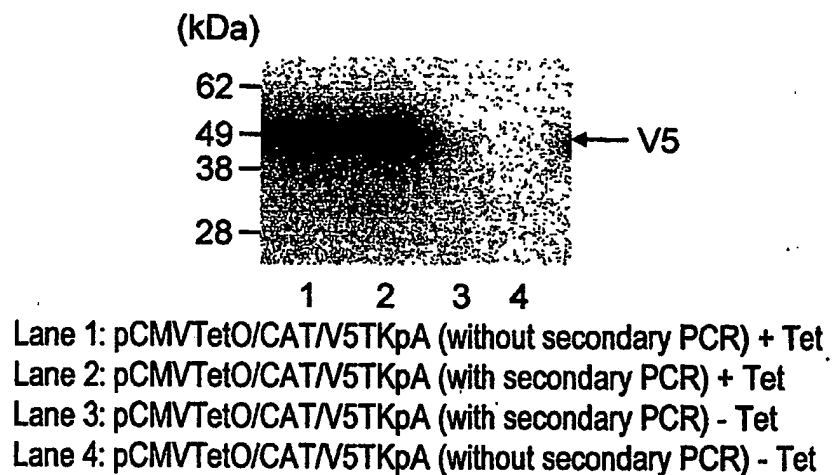 (kDa)
62
49
V5
38
28
1 2 3 4
Lane 1: pCMVTetO/CAT/V5TKpA (without secondary PCR) + Tet
Lane 2: pCMVTetO/CAT/V5TKpA (with secondary PCR) + Tet
Lane 3: pCMVTetO/CAT/V5TKpA (with secondary PCR) - Tet
Lane 4: pCMVTetO/CAT/V5TKpA (without secondary PCR) - Tet